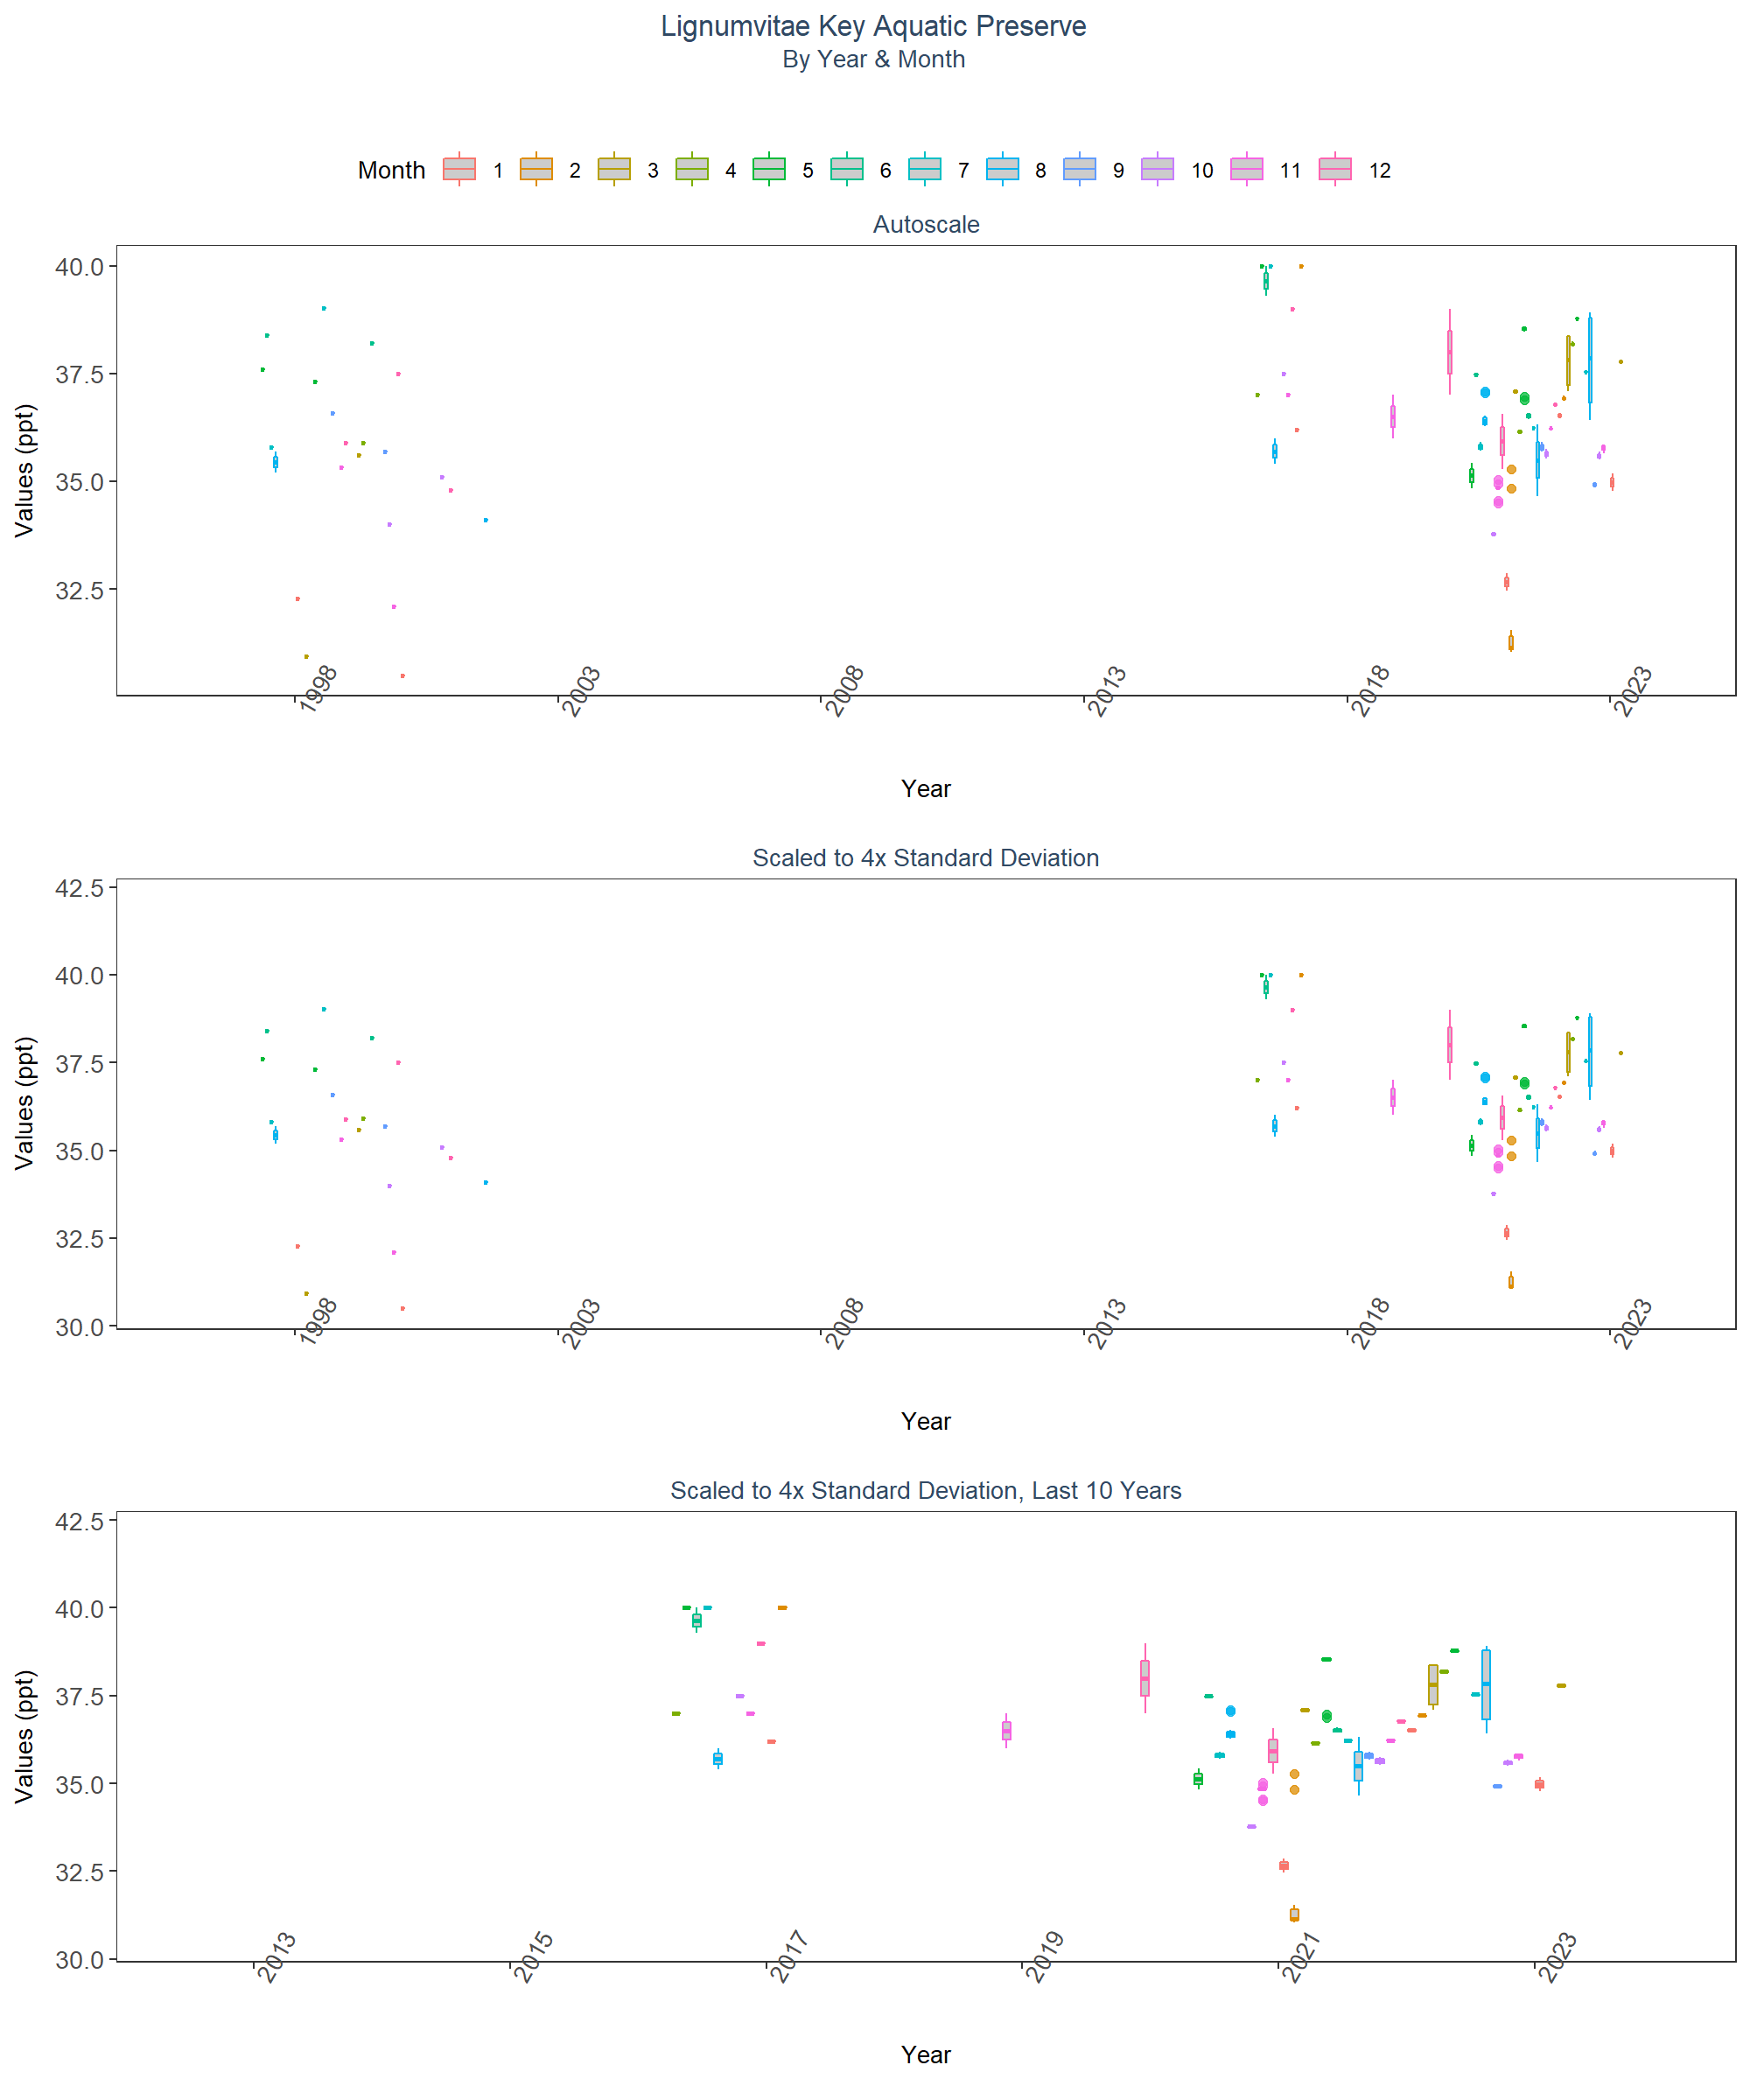 Lignumvitae Key Aquatic Preserve
By Year & Month
Month 1 2 3 4 5 6 7 8 9 10 11 12
Autoscale
Values (ppt)
40.0
37.5
35.0
32.5
1998 2003 2008 2013 2018 2023
Year
Scaled to 4x Standard Deviation
Values (ppt)
42.5
40.0
37.5
35.0
32.5
30.0
1998 2003 2008 2013 2018 2023
Year
Scaled to 4x Standard Deviation, Last 10 Years
Values (ppt)
42.5
40.0
37.5
35.0
32.5
30.0
2013 2015 2017 2019 2021 2023
Year